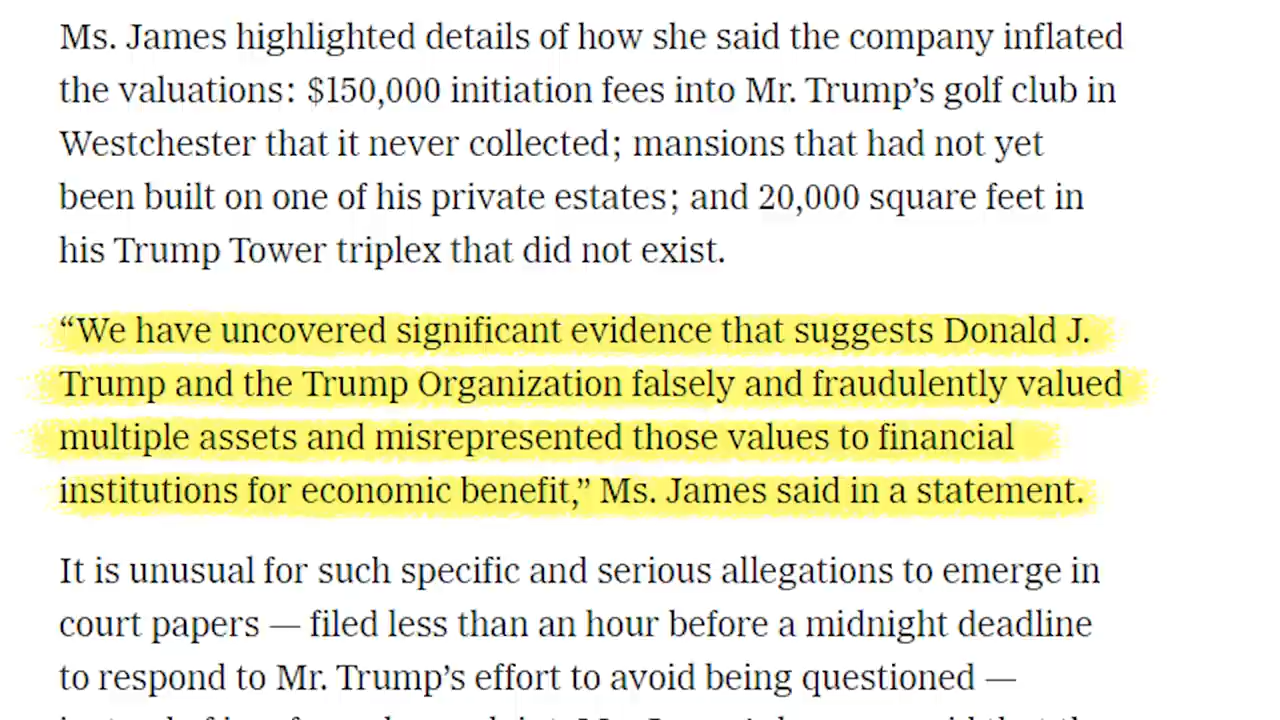 Ms. James highlighted details of how she said the company inflated
the valuations: $150,000 initiation fees into Mr. Trump’s golf club in
Westchester that it never collected; mansions that had not yet
been built on one of his private estates; and 20,000 square feet in
his Trump Tower triplex that did not exist.
“We have uncovered significant evidence that suggests Donald J.
Trump and the Trump Organization falsely and fraudulently valued
multiple assets and misrepresented those values to financial
institutions for economic benefit,” Ms. James said in a statement.
It is unusual for such specific and serious allegations to emerge in
court papers — filed less than an hour before a midnight deadline
to respond to Mr. Trump’s effort to avoid being questioned —